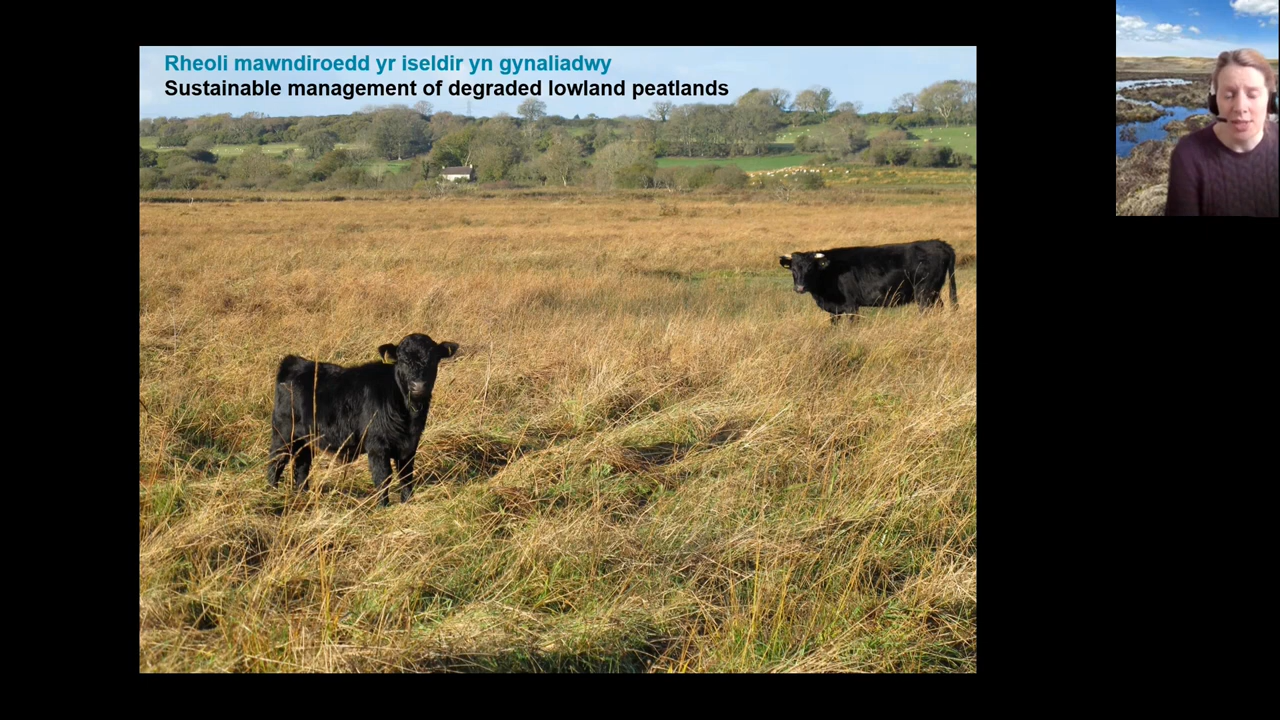 Rheoli mawndiroedd yr iseldir yn gynaliadwy
Sustainable management of degraded lowland peatlands